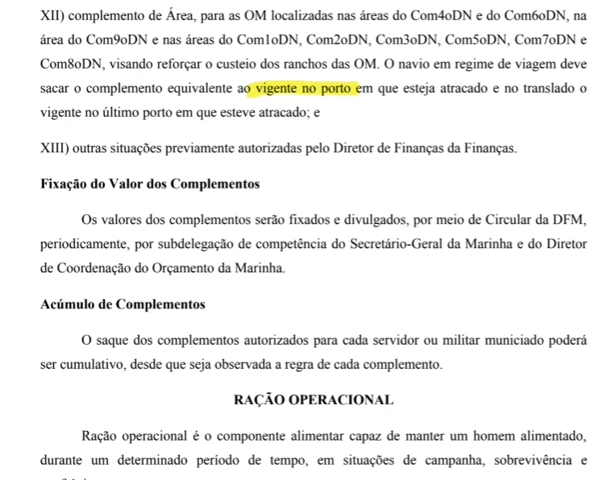 XII) complemento de Área, para as OM localizadas nas áreas do Com4oDN e do Com6oDN, na
área do Com9oDN e nas áreas do Com1oDN, Com2oDN, Com3oDN, Com5oDN, Com7oDN e
Com8oDN, visando reforçar o custeio dos ranchos das OM. O navio em regime de viagem deve
sacar o complemento equivalente ao vigente no porto em que esteja atracado e no translado o
vigente no último porto em que esteve atracado; e
XIII) outras situações previamente autorizadas pelo Diretor de Finanças da Finanças.
Fixação do Valor dos Complementos
Os valores dos complementos serão fixados e divulgados, por meio de Circular da DFM,
periodicamente, por subdelegação de competência do Secretário-Geral da Marinha e do Diretor
de Coordenação do Orçamento da Marinha.
Acúmulo de Complementos
O saque dos complementos autorizados para cada servidor ou militar municiado poderá
ser cumulativo, desde que seja observada a regra de cada complemento.
RAÇÃO OPERACIONAL
Ração operacional é o componente alimentar capaz de manter um homem alimentado,
durante um determinado período de tempo, em situações de campanha, sobrevivência e